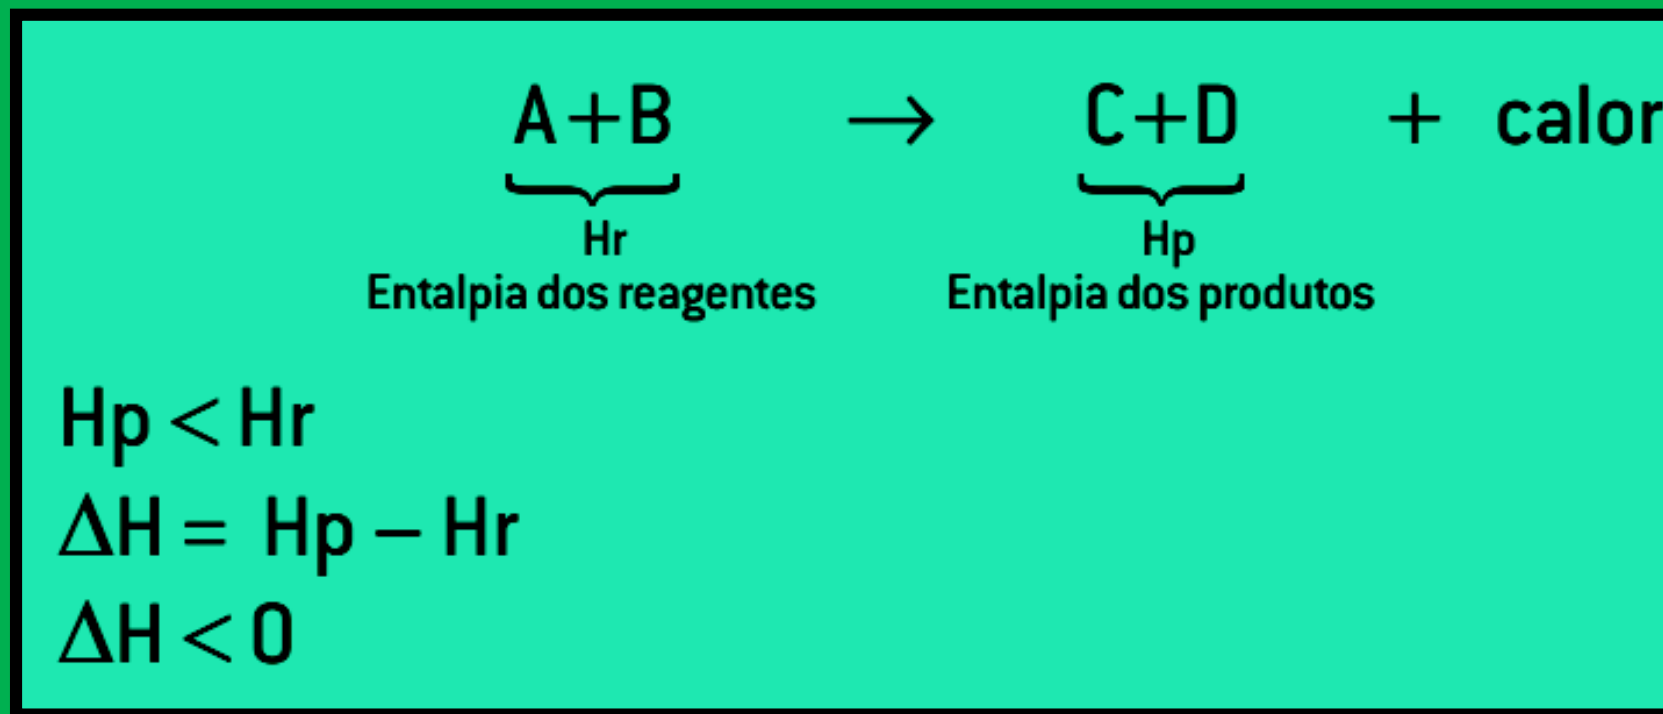 A+B → C+D + calor
Hr Hp
Entalpia dos reagentes Entalpia dos produtos
Hp < Hr
ΔH = Hp – Hr
ΔH < 0